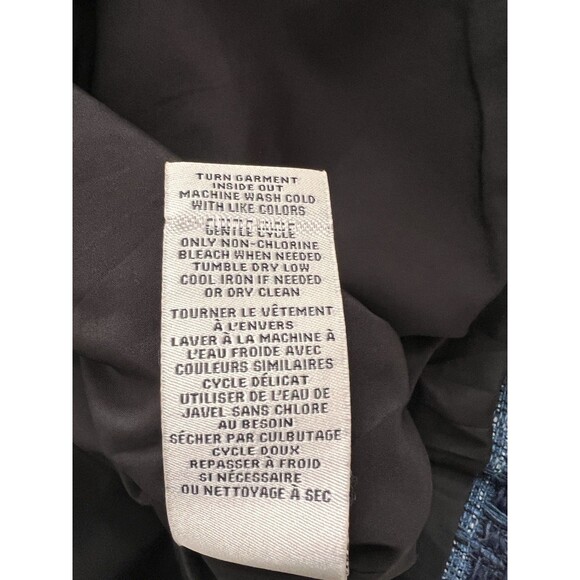 TURN GARMENT
INSIDE OUT
MACHINE WASH COLD
WITH LIKE COLORS
GENTLE CYCLE
ONLY NON-CHLORINE
BLEACH WHEN NEEDED
TUMBLE DRY LOW
COOL IRON IF NEEDED
OR DRY CLEAN
TOURNER LE VÊTEMENT
À L'ENVERS
LAVER À LA MACHINE À
L'EAU FROIDE AVEC
COULEURS SIMILAIRES
CYCLE DÉLICAT
UTILISER DE L'EAU DE
JAVEL SANS CHLORE
AU BESOIN
SÉCHER PAR CULBUTAGE
CYCLE DOUX
REPASSER À FROID
SI NÉCESSAIRE
OU NETTOYAGE À SEC